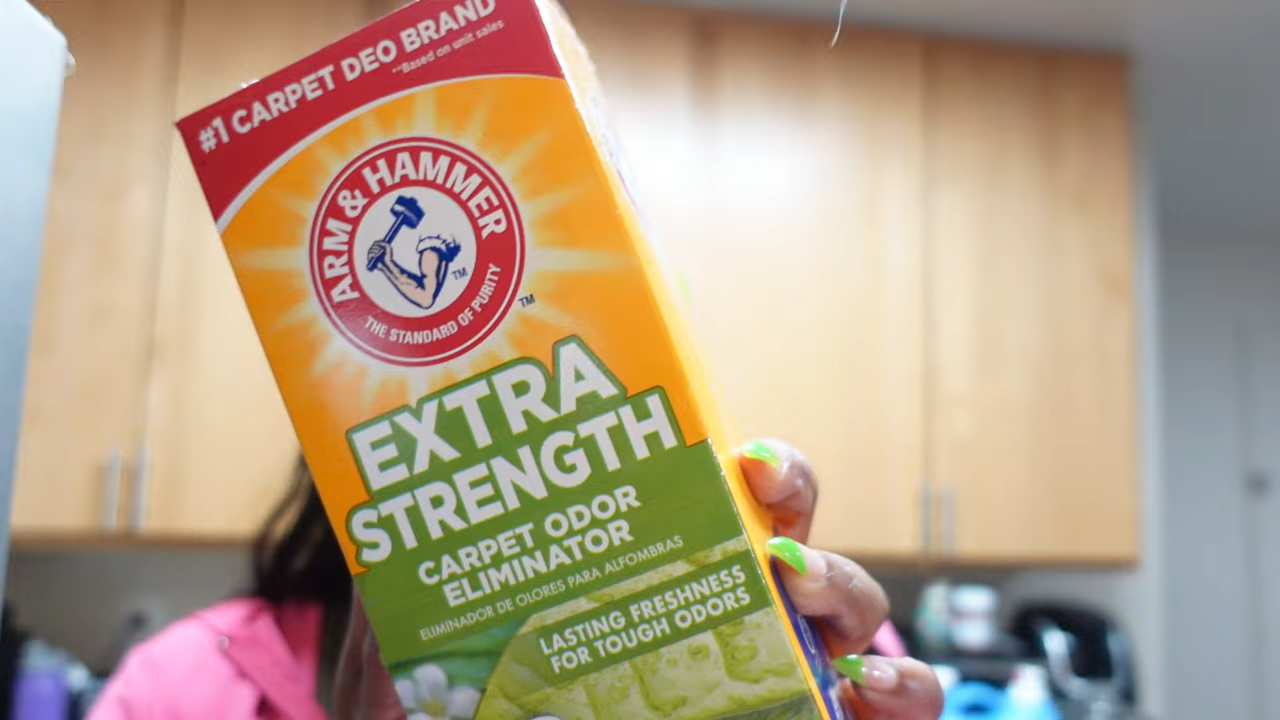 #1 CARPET DEO BRAND
**Based on unit sales
ARM & HAMMER
TM
THE STANDARD OF PURITY
TM
EXTRA
STRENGTH
CARPET ODOR
ELIMINATOR
ELIMINADOR DE OLORES PARA ALFOMBRAS
LASTING FRESHNESS
FOR TOUGH ODORS